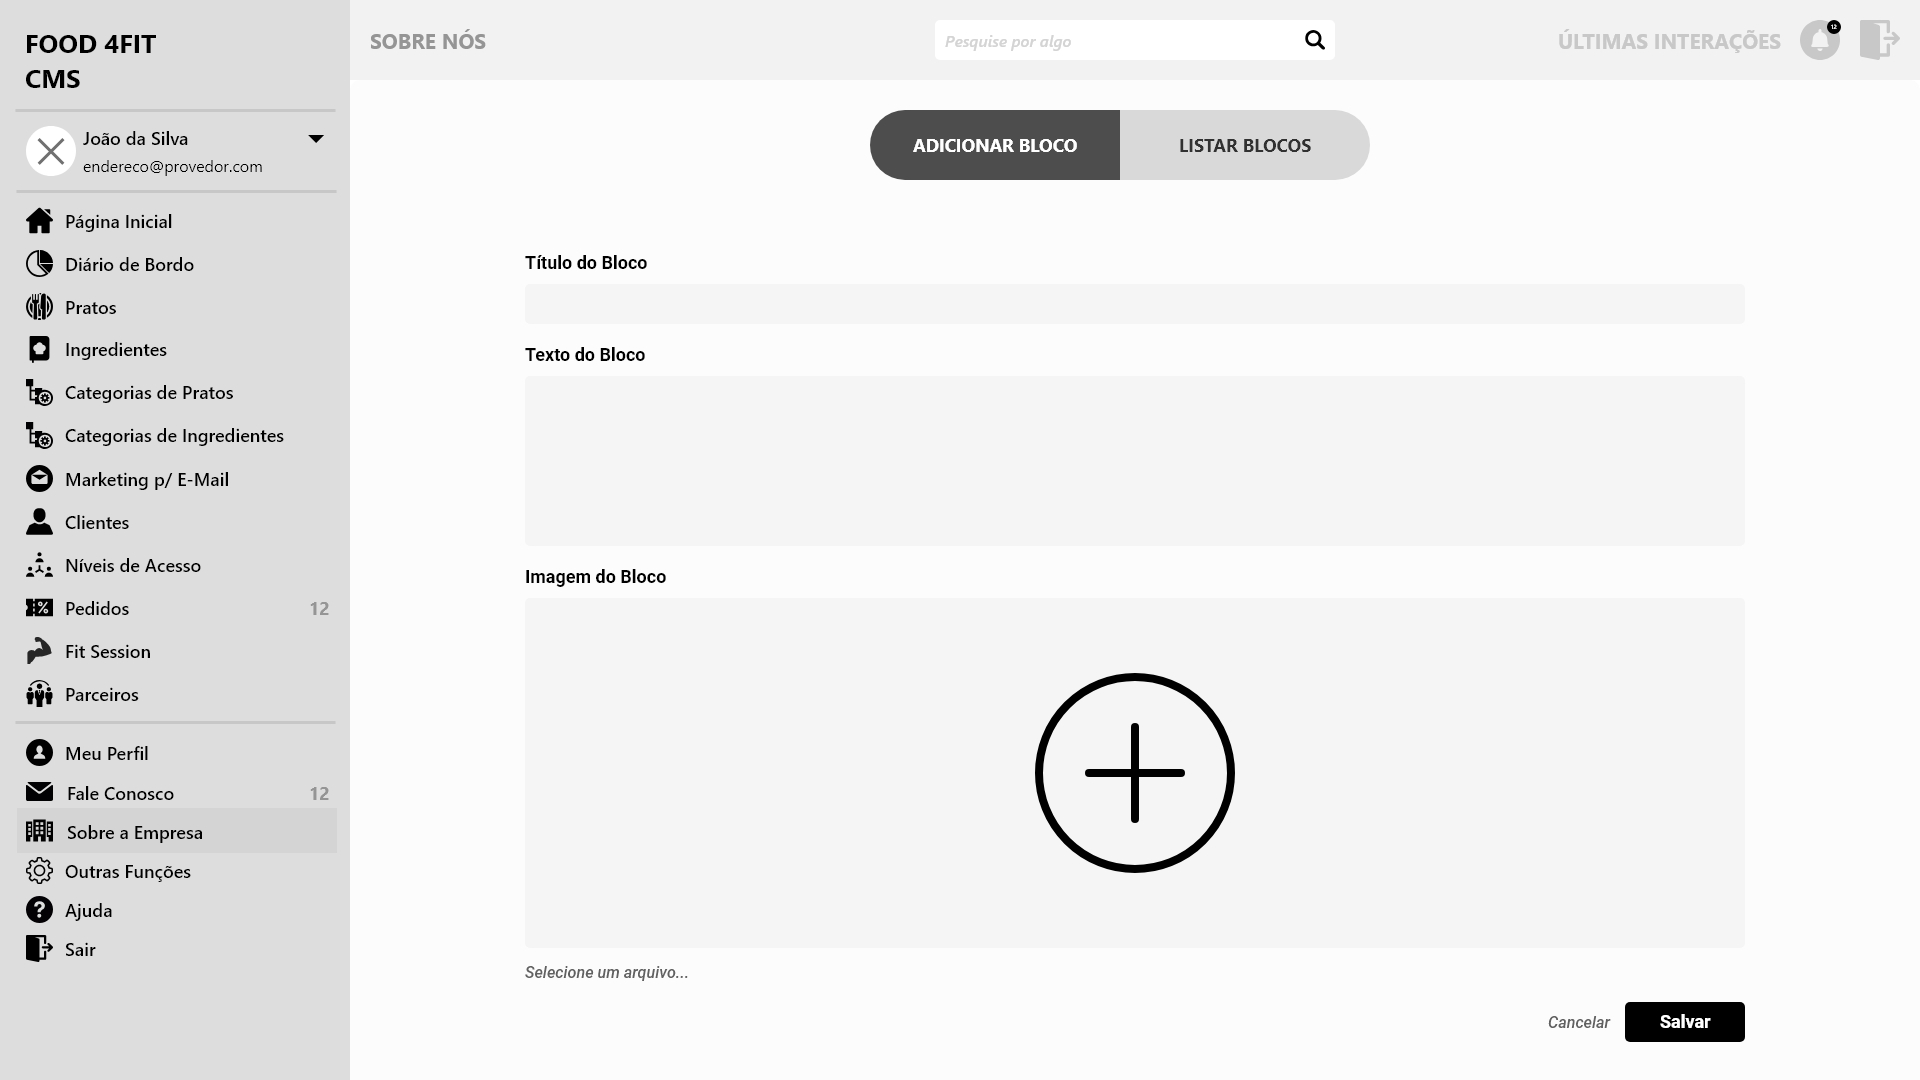 FOOD 4FIT
CMS
João da Silva
endereco@provedor.com
Página Inicial
Diário de Bordo
Pratos
Ingredientes
Categorias de Pratos
Categorias de Ingredientes
Marketing p/ E-Mail
Clientes
Níveis de Acesso
Pedidos 12
Fit Session
Parceiros
Meu Perfil
Fale Conosco 12
Sobre a Empresa
Outras Funções
Ajuda
Sair
SOBRE NÓS
Pesquise por algo
ÚLTIMAS INTERAÇÕES
12
ADICIONAR BLOCO
LISTAR BLOCOS
Título do Bloco
Texto do Bloco
Imagem do Bloco
Selecione um arquivo...
Cancelar
Salvar